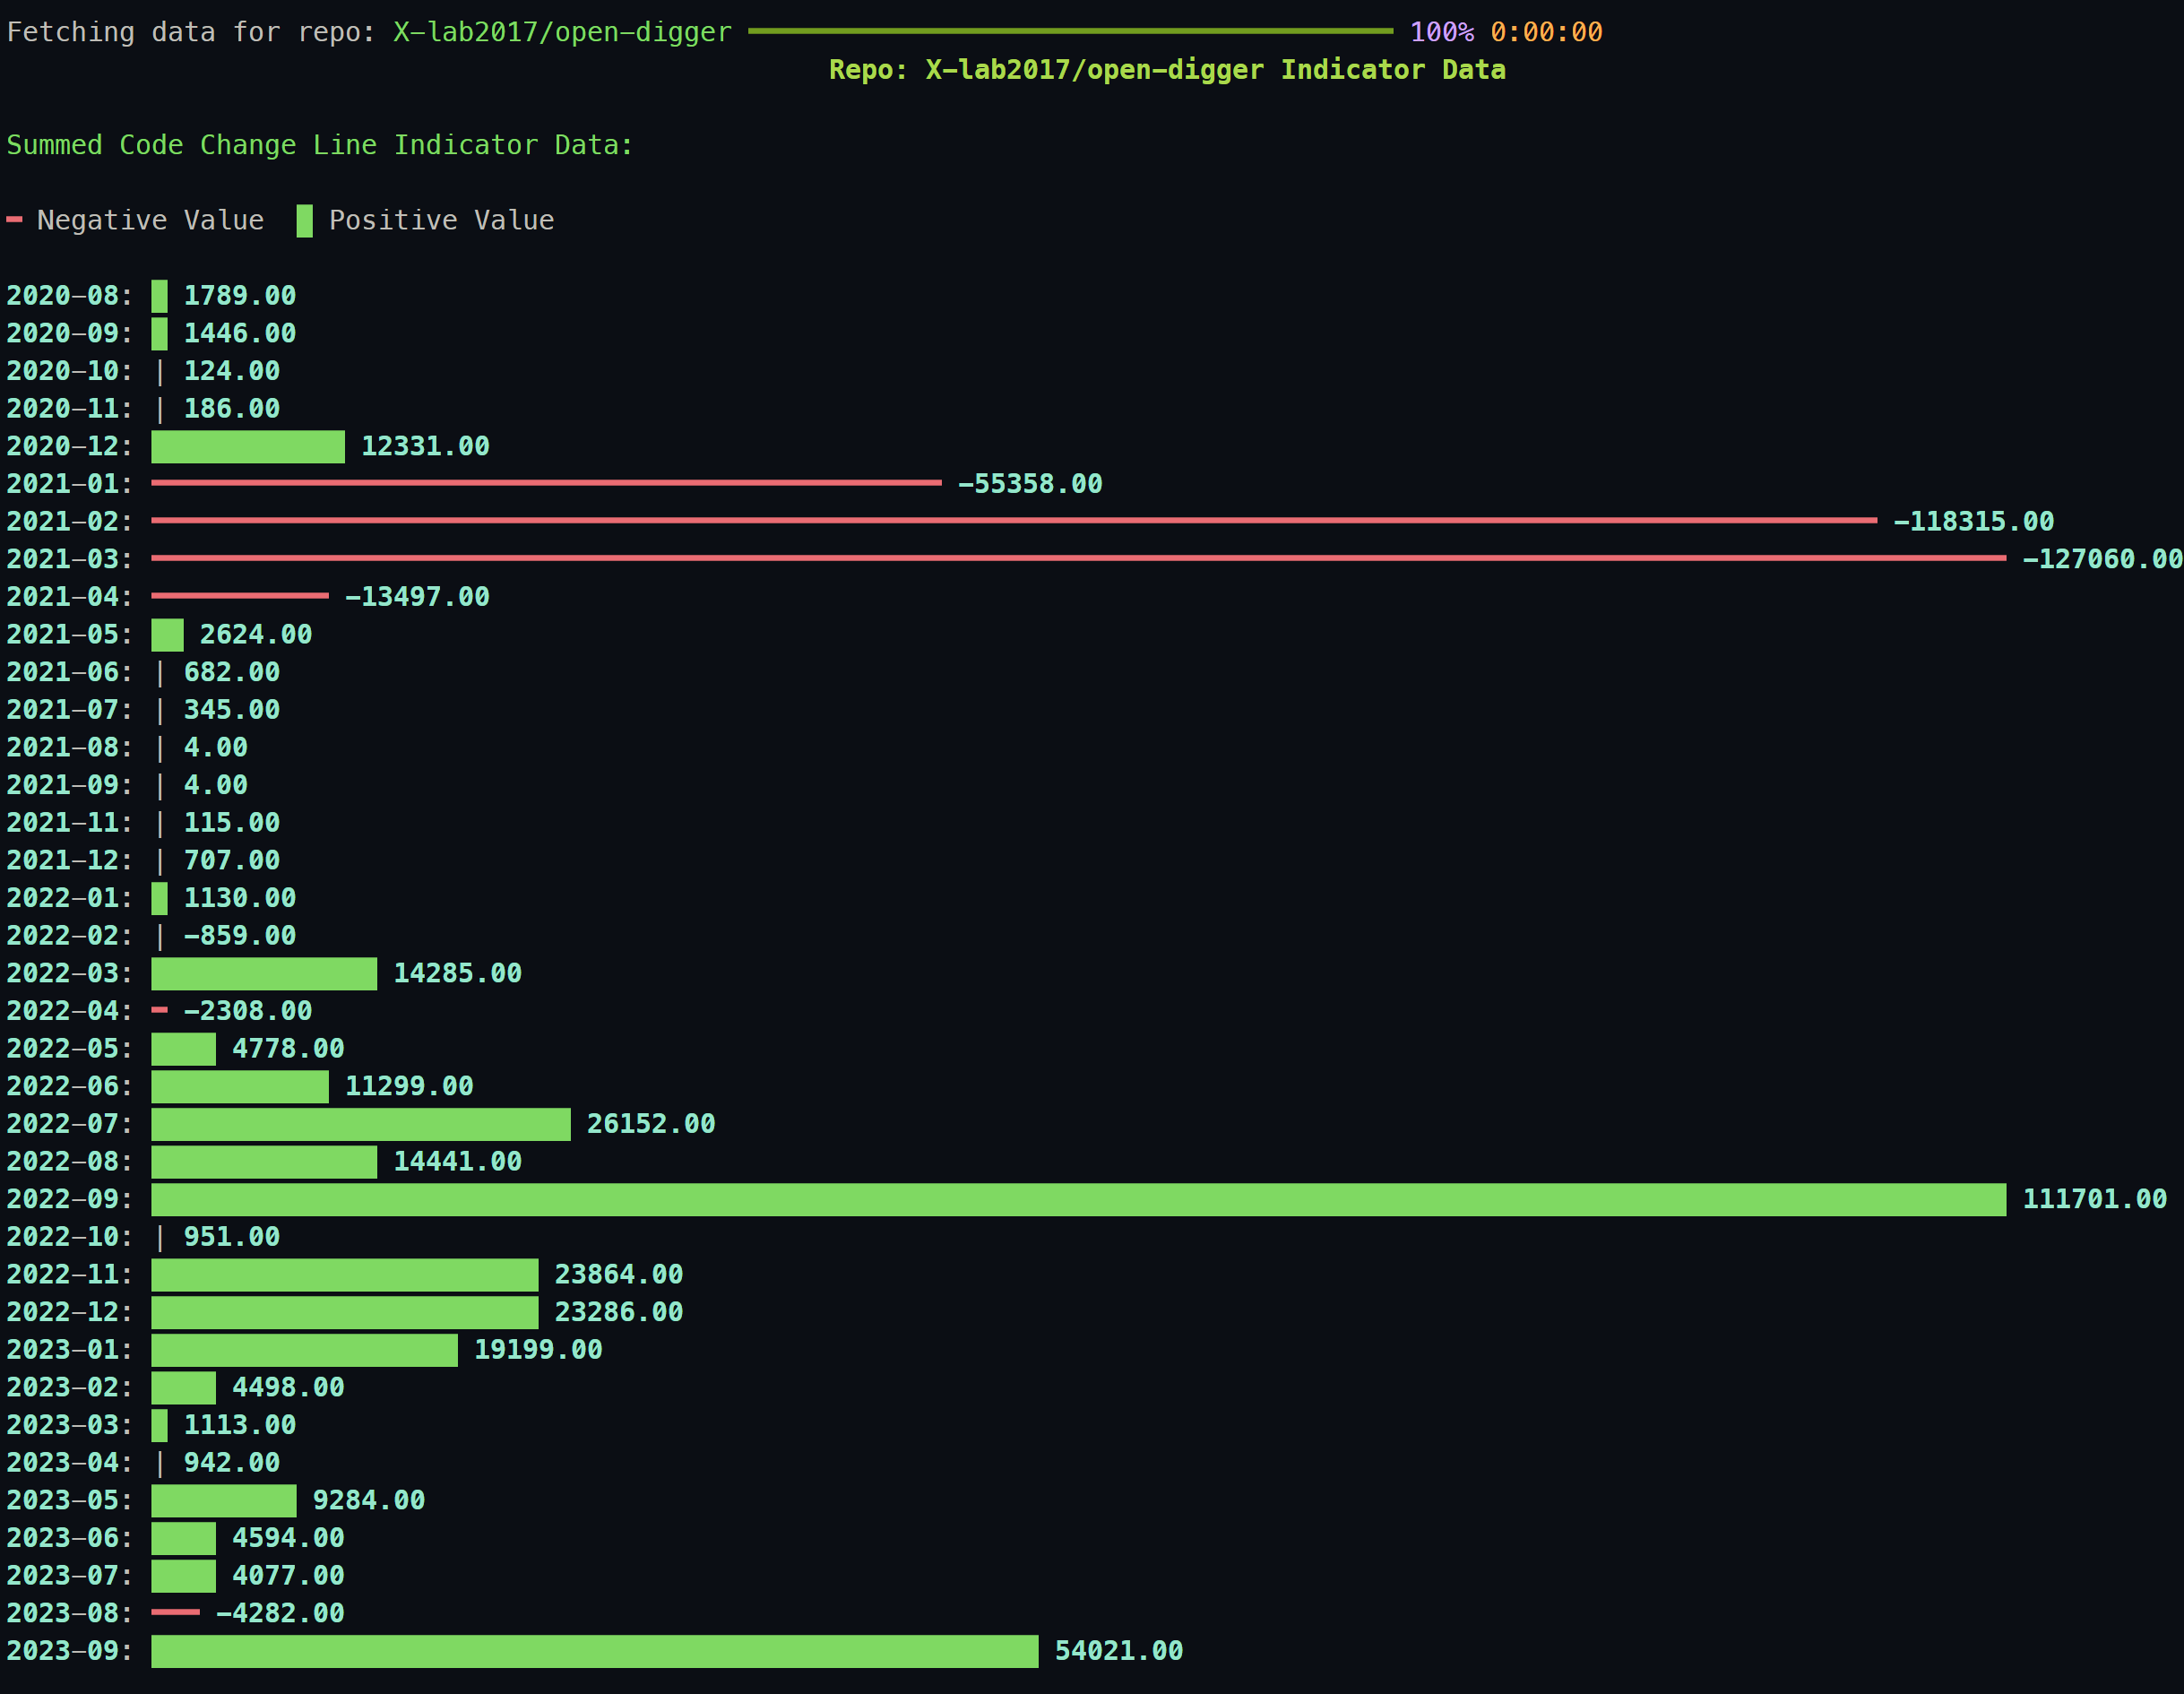 Fetching data for repo: X-lab2017/open-digger 100% 0:00:00
Repo: X-lab2017/open-digger Indicator Data
Summed Code Change Line Indicator Data:
Negative Value Positive Value
2020-08: 1789.00
2020-09: 1446.00
2020-10: | 124.00
2020-11: | 186.00
2020-12: 12331.00
2021-01: -55358.00
2021-02: -118315.00
2021-03: -127060.00
2021-04: -13497.00
2021-05: 2624.00
2021-06: | 682.00
2021-07: | 345.00
2021-08: | 4.00
2021-09: | 4.00
2021-11: | 115.00
2021-12: | 707.00
2022-01: 1130.00
2022-02: | -859.00
2022-03: 14285.00
2022-04: -2308.00
2022-05: 4778.00
2022-06: 11299.00
2022-07: 26152.00
2022-08: 14441.00
2022-09: 111701.00
2022-10: | 951.00
2022-11: 23864.00
2022-12: 23286.00
2023-01: 19199.00
2023-02: 4498.00
2023-03: 1113.00
2023-04: | 942.00
2023-05: 9284.00
2023-06: 4594.00
2023-07: 4077.00
2023-08: -4282.00
2023-09: 54021.00